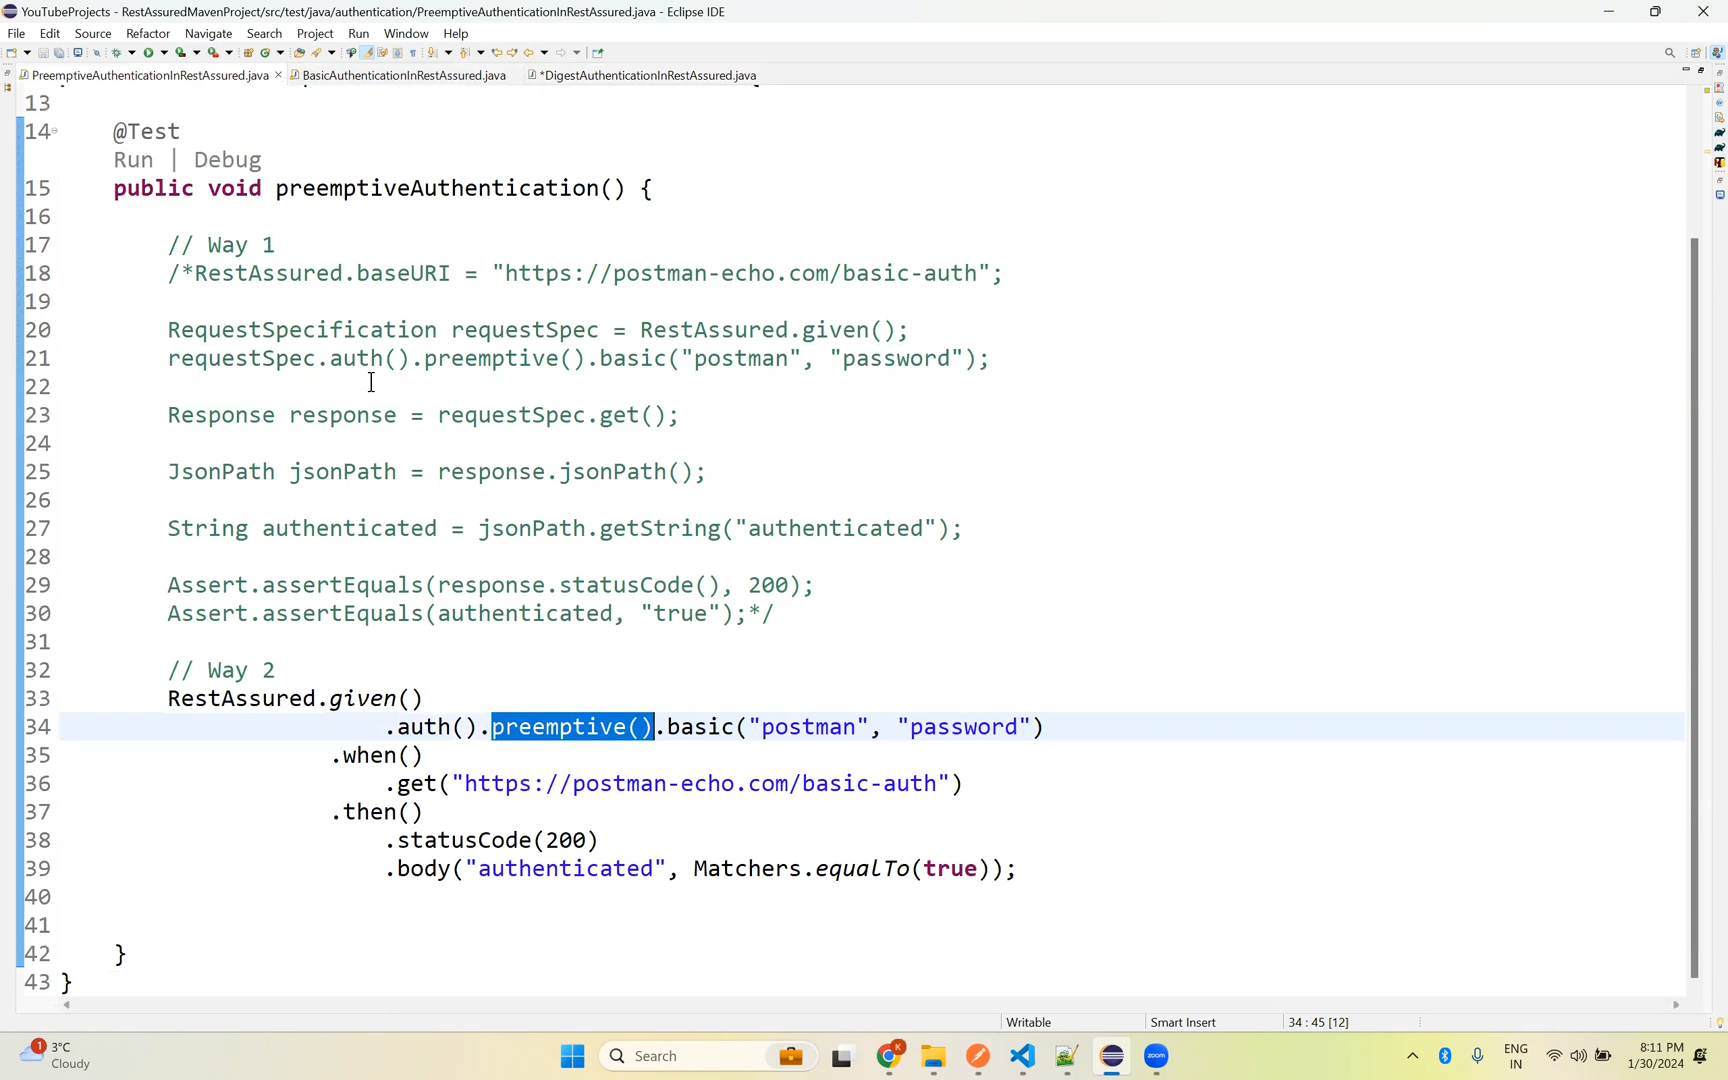 YouTubeProjects - RestAssuredMavenProject/src/test/java/authentication/PreemptiveAuthenticationInRestAssured.java - Eclipse IDE
File Edit Source Refactor Navigate Search Project Run Window Help
PreemptiveAuthenticationInRestAssured.java BasicAuthenticationInRestAssured.java *DigestAuthenticationInRestAssured.java
13
14 @Test
Run | Debug
15 public void preemptiveAuthentication() {
16
17 // Way 1
18 /*RestAssured.baseURI = "https://postman-echo.com/basic-auth";
19
20 RequestSpecification requestSpec = RestAssured.given();
21 requestSpec.auth().preemptive().basic("postman", "password");
22
23 Response response = requestSpec.get();
24
25 JsonPath jsonPath = response.jsonPath();
26
27 String authenticated = jsonPath.getString("authenticated");
28
29 Assert.assertEquals(response.statusCode(), 200);
30 Assert.assertEquals(authenticated, "true");*/
31
32 // Way 2
33 RestAssured.given()
34 .auth().preemptive().basic("postman", "password")
35 .when()
36 .get("https://postman-echo.com/basic-auth")
37 .then()
38 .statusCode(200)
39 .body("authenticated", Matchers.equalTo(true));
40
41
42 }
43 }
Writable Smart Insert 34 : 45 [12]
1 3°C
Cloudy
Search
K
zoom
ENG
IN
8:11 PM
1/30/2024